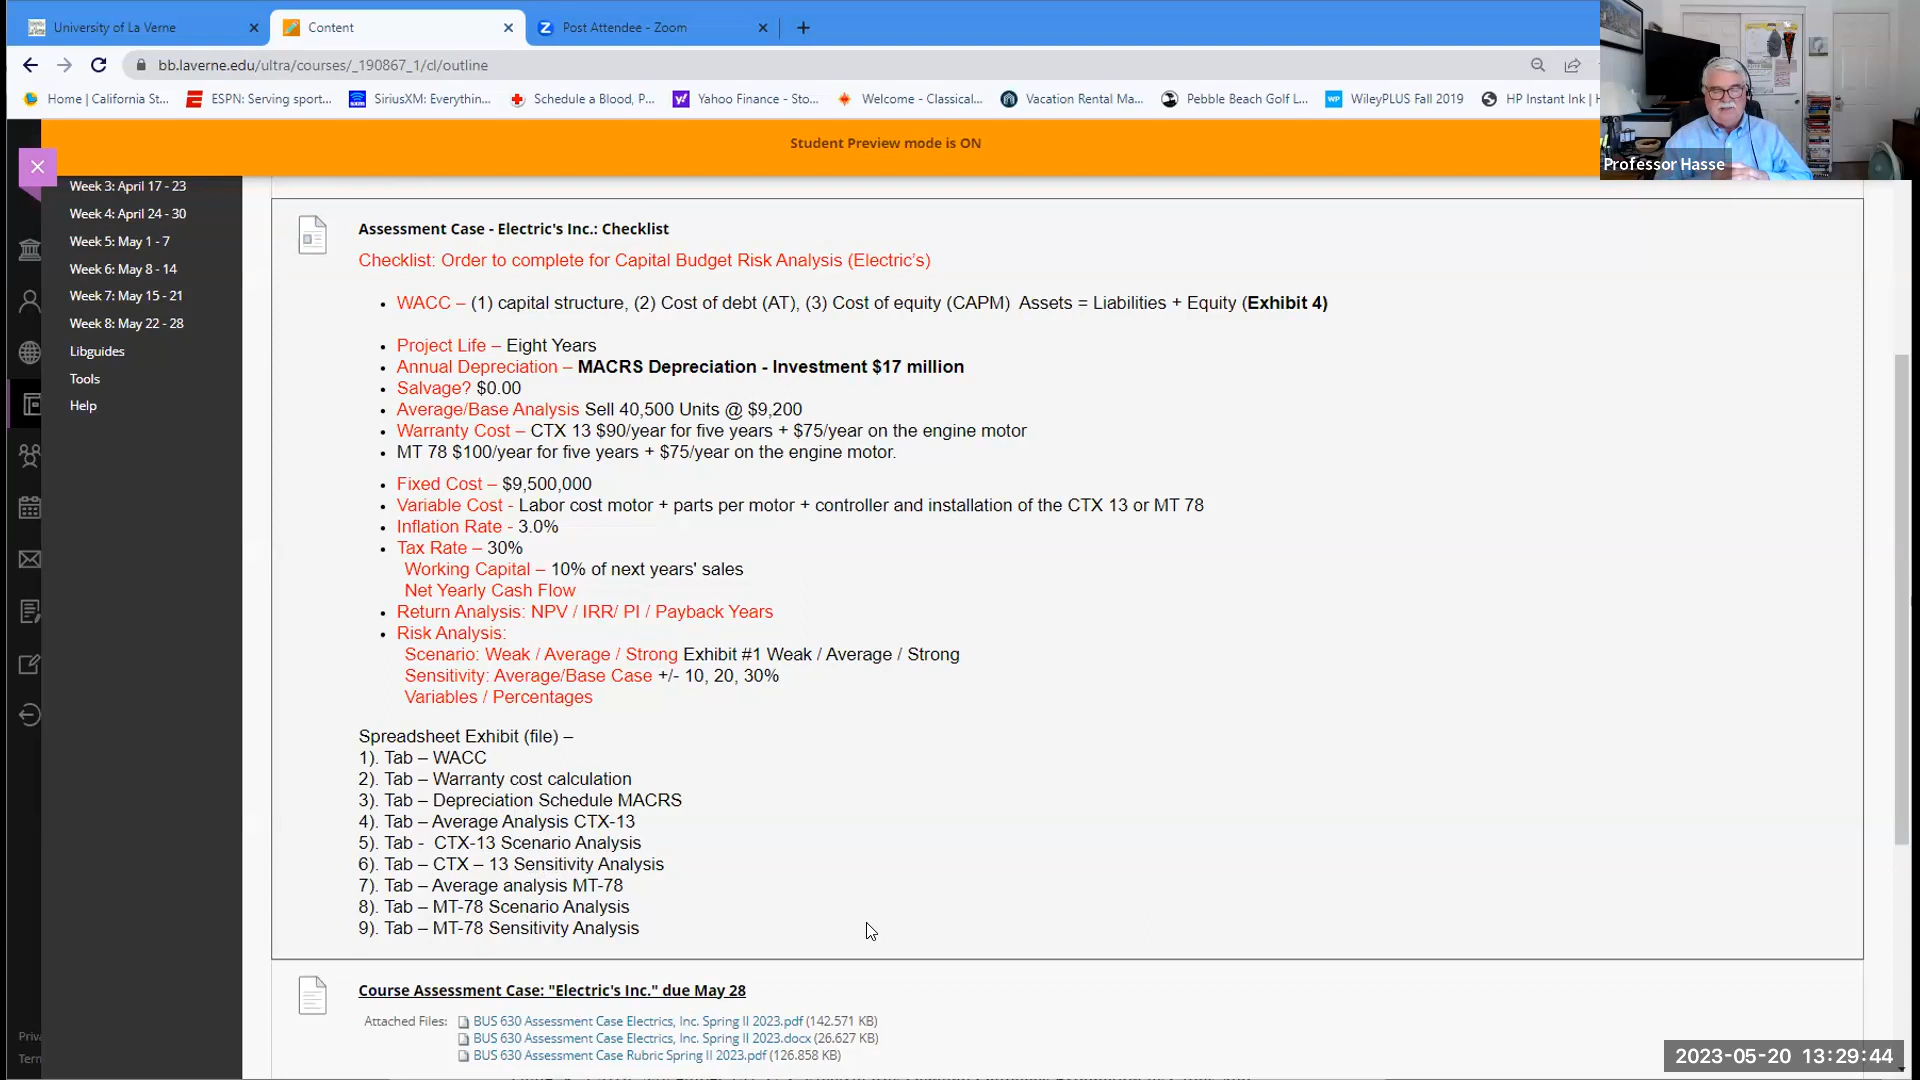 University of La Verne
Content
Post Attendee - Zoom
bb.laverne.edu/ultra/courses/_190867_1/cl/outline
Home | California St...
ESPN: Serving sport...
SiriusXM: Everythin...
Schedule a Blood, P...
Yahoo Finance - Sto...
Welcome - Classical...
Vacation Rental Ma...
Pebble Beach Golf L...
WileyPLUS Fall 2019
HP Instant Ink |
Student Preview mode is ON
Professor Hasse
Week 3: April 17 - 23
Week 4: April 24 - 30
Week 5: May 1 - 7
Week 6: May 8 - 14
Week 7: May 15 - 21
Week 8: May 22 - 28
Libguides
Tools
Help
Assessment Case - Electric's Inc.: Checklist
Checklist: Order to complete for Capital Budget Risk Analysis (Electric's)
• WACC – (1) capital structure, (2) Cost of debt (AT), (3) Cost of equity (CAPM) Assets = Liabilities + Equity (Exhibit 4)
• Project Life – Eight Years
• Annual Depreciation – MACRS Depreciation - Investment $17 million
• Salvage? $0.00
• Average/Base Analysis Sell 40,500 Units @ $9,200
• Warranty Cost – CTX 13 $90/year for five years + $75/year on the engine motor
• MT 78 $100/year for five years + $75/year on the engine motor.
• Fixed Cost – $9,500,000
• Variable Cost - Labor cost motor + parts per motor + controller and installation of the CTX 13 or MT 78
• Inflation Rate - 3.0%
• Tax Rate – 30%
Working Capital – 10% of next years' sales
Net Yearly Cash Flow
• Return Analysis: NPV / IRR/ PI / Payback Years
• Risk Analysis:
Scenario: Weak / Average / Strong Exhibit #1 Weak / Average / Strong
Sensitivity: Average/Base Case +/- 10, 20, 30%
Variables / Percentages
Spreadsheet Exhibit (file) –
1). Tab – WACC
2). Tab – Warranty cost calculation
3). Tab – Depreciation Schedule MACRS
4). Tab – Average Analysis CTX-13
5). Tab - CTX-13 Scenario Analysis
6). Tab – CTX – 13 Sensitivity Analysis
7). Tab – Average analysis MT-78
8). Tab – MT-78 Scenario Analysis
9). Tab – MT-78 Sensitivity Analysis
Course Assessment Case: "Electric's Inc." due May 28
Attached Files: BUS 630 Assessment Case Electrics, Inc. Spring II 2023.pdf (142.571 KB)
BUS 630 Assessment Case Electrics, Inc. Spring II 2023.docx (26.627 KB)
BUS 630 Assessment Case Rubric Spring II 2023.pdf (126.858 KB)
Priva
Term
2023-05-20 13:29:44